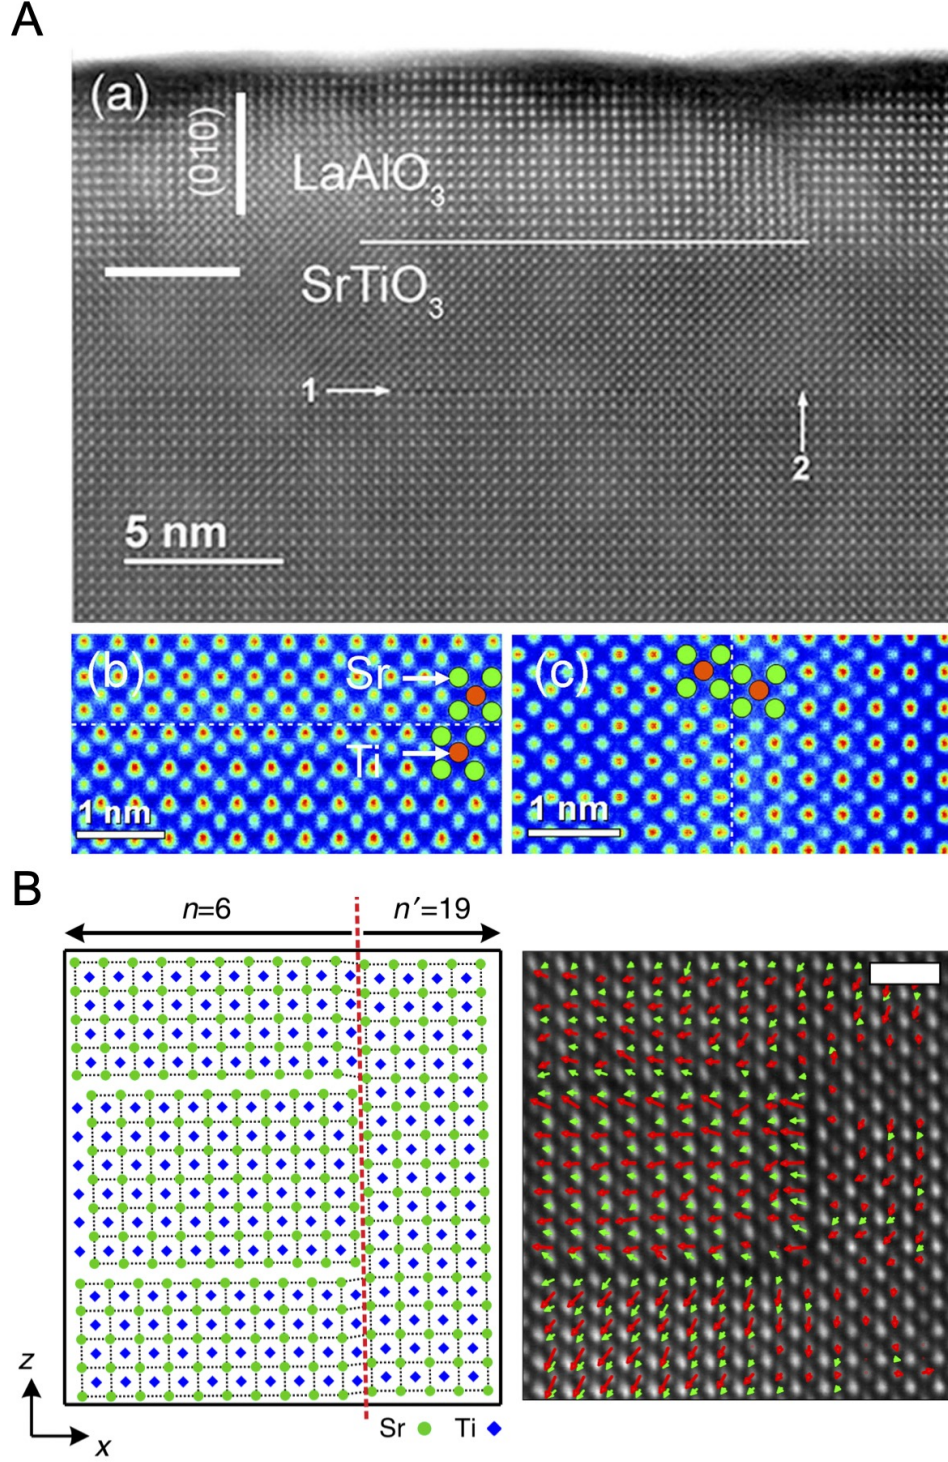 A
(a)
(010)
LaAlO3
SrTiO3
1
2
5 nm
(b)
Sr
Ti
1 nm
(c)
1 nm
B
n=6
n′=19
z
x
Sr
Ti